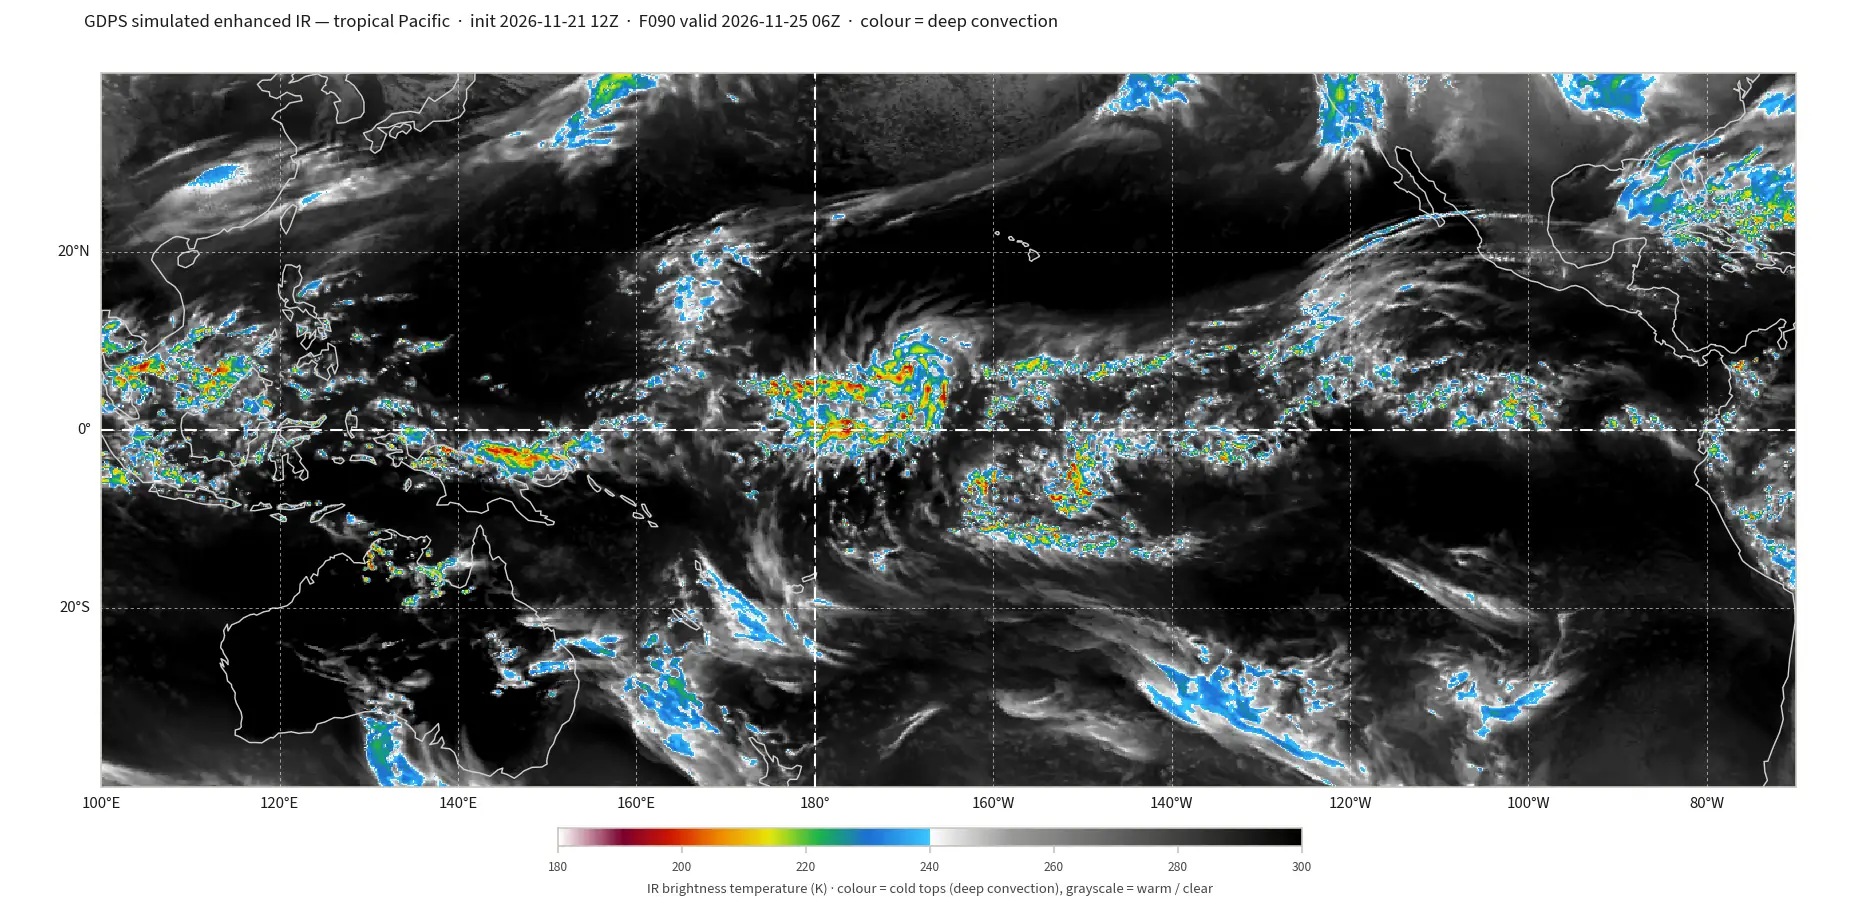 GDPS simulated enhanced IR — tropical Pacific · init 2026-11-21 12Z · F090 valid 2026-11-25 06Z · colour = deep convection
20°N
0°
20°S
100°E 120°E 140°E 160°E 180° 160°W 140°W 120°W 100°W 80°W
180 200 220 240 260 280 300
IR brightness temperature (K) · colour = cold tops (deep convection), grayscale = warm / clear